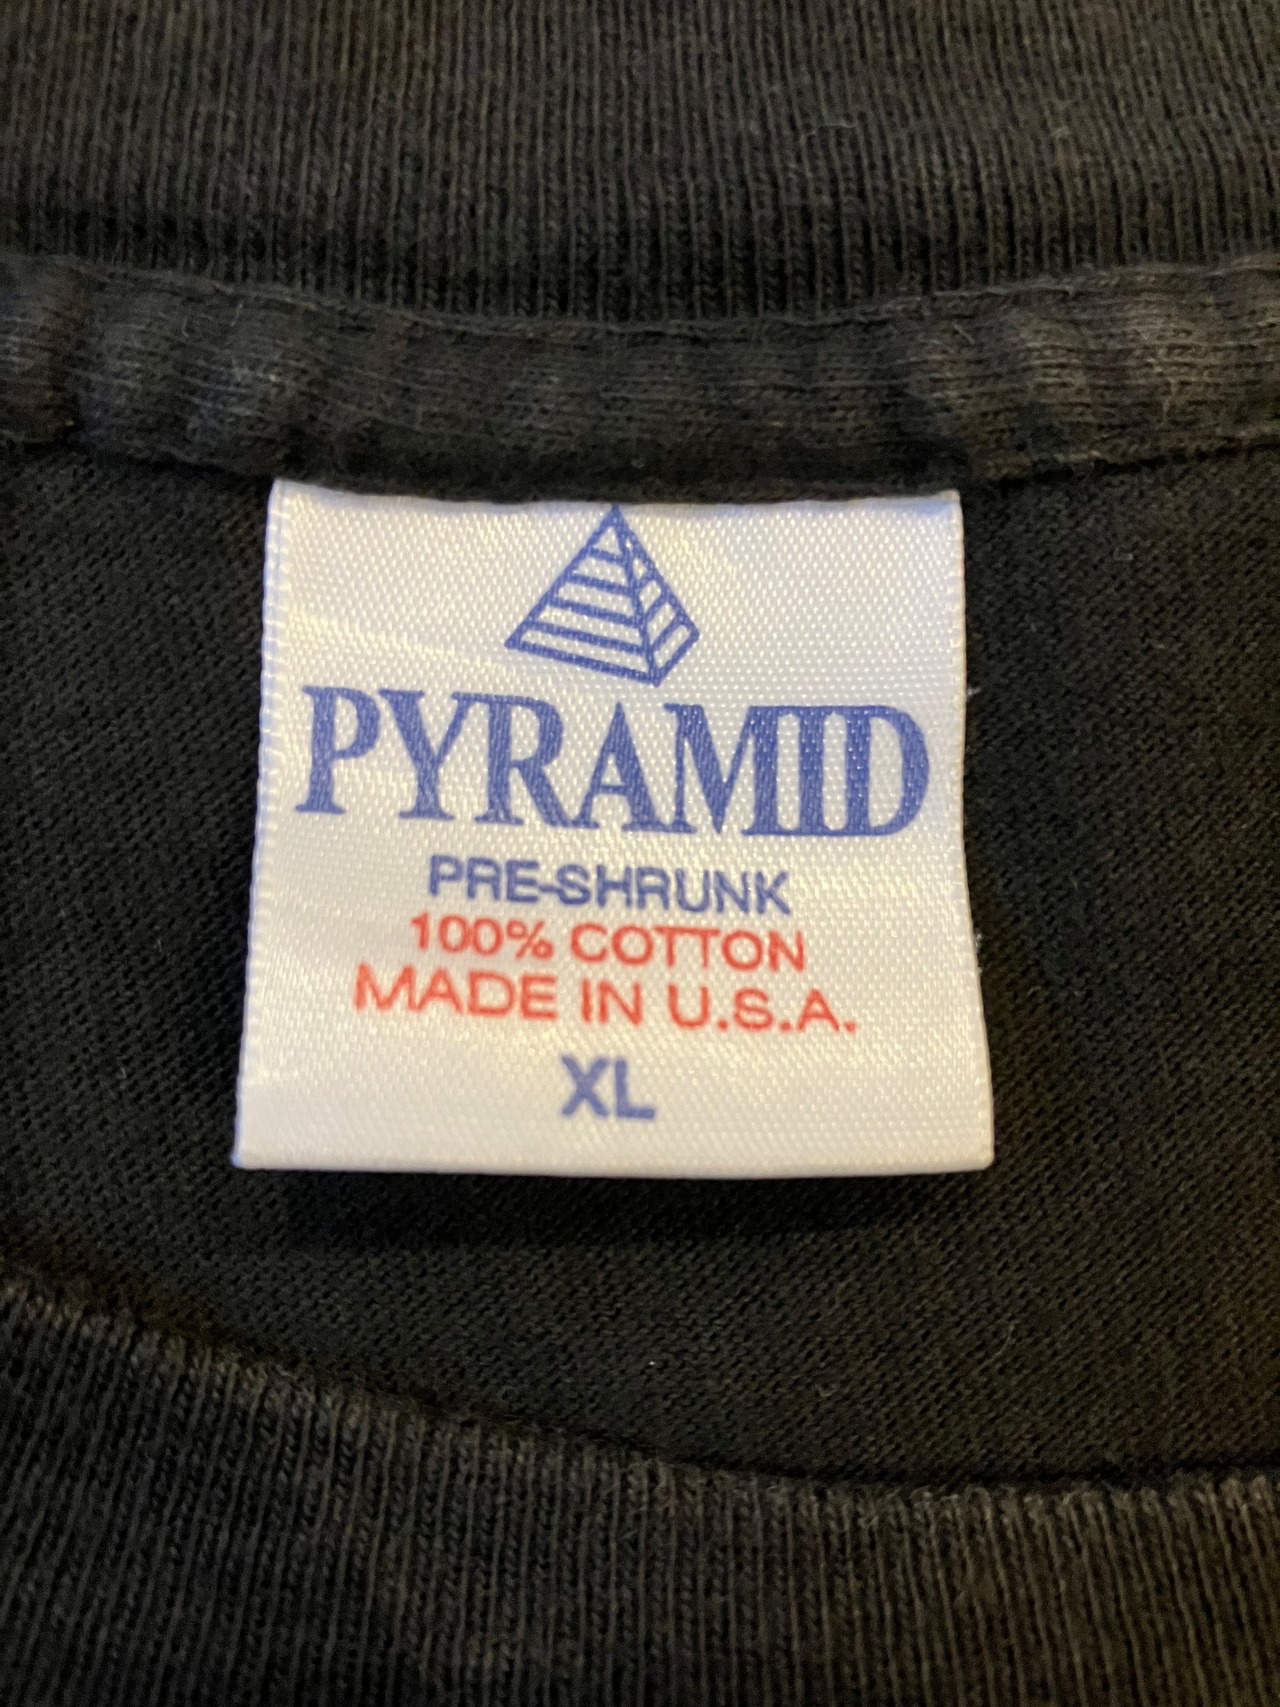 PYRAMID
PRE-SHRUNK
100% COTTON
MADE IN U.S.A.
XL